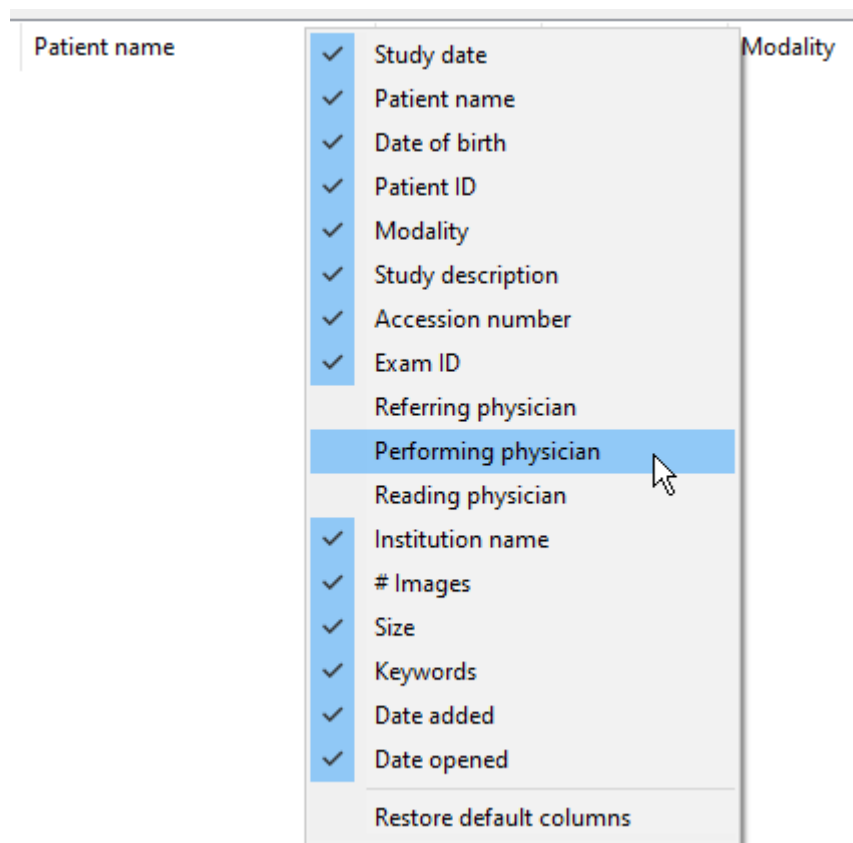 Patient name
Modality
Study date
Patient name
Date of birth
Patient ID
Modality
Study description
Accession number
Exam ID
Referring physician
Performing physician
Reading physician
Institution name
# Images
Size
Keywords
Date added
Date opened
Restore default columns